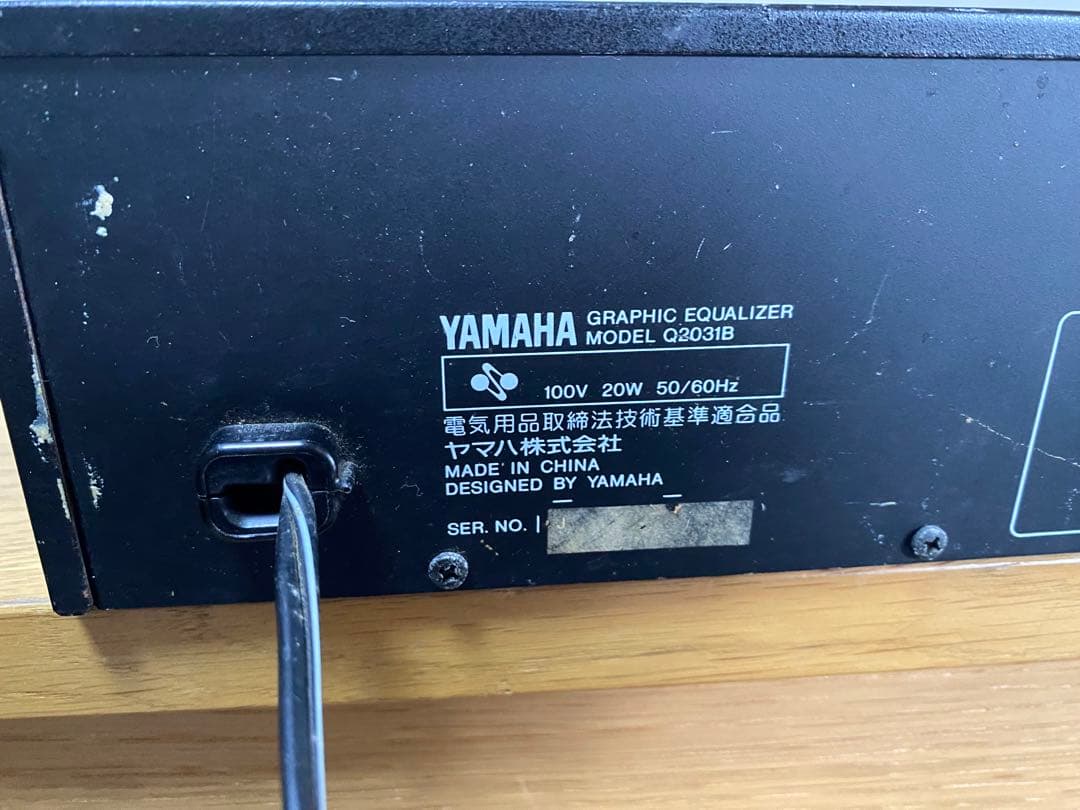 YAMAHA GRAPHIC EQUALIZER
MODEL Q2031B
100V 20W 50/60Hz
電気用品取締法技術基準適合品
ヤマハ株式会社
MADE IN CHINA
DESIGNED BY YAMAHA
SER. NO.